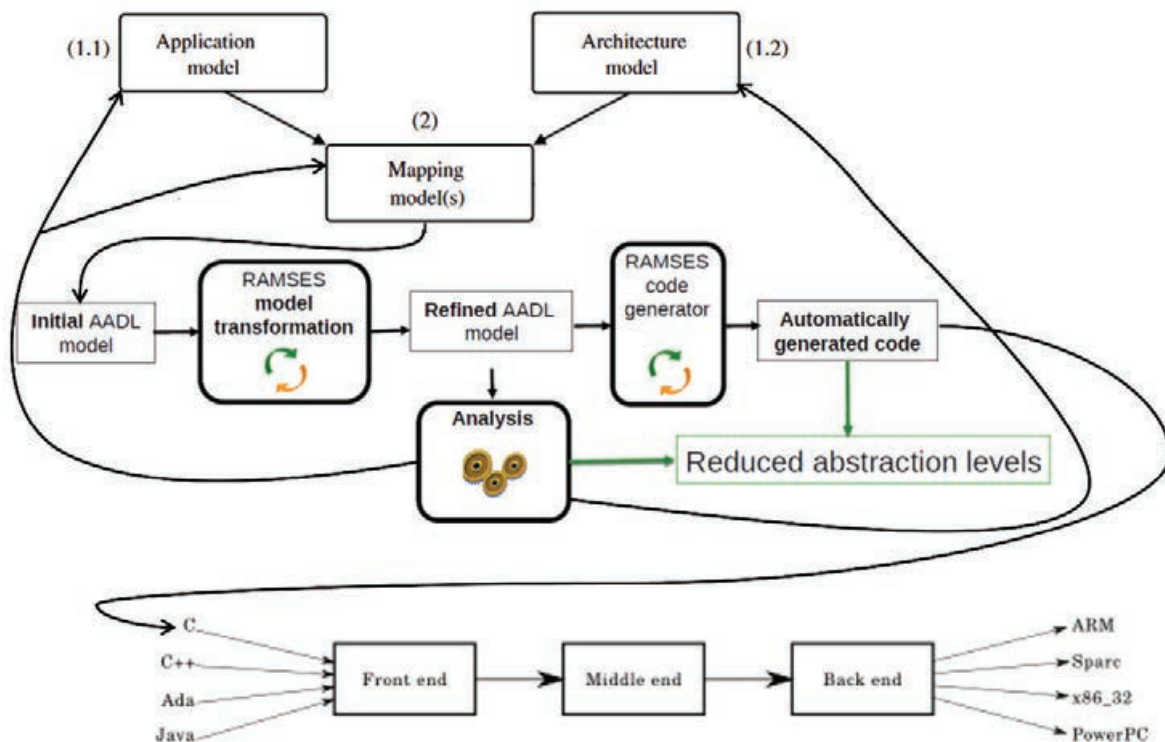 (1.1)
Application
model
Architecture
model
(1.2)
(2)
Mapping
model(s)
Initial AADL
model
RAMSES
model
transformation
Refined AADL
model
RAMSES
code
generator
Automatically
generated code
Analysis
Reduced abstraction levels
C
C++
Ada
Java
Front end
Middle end
Back end
ARM
Sparc
x86_32
PowerPC